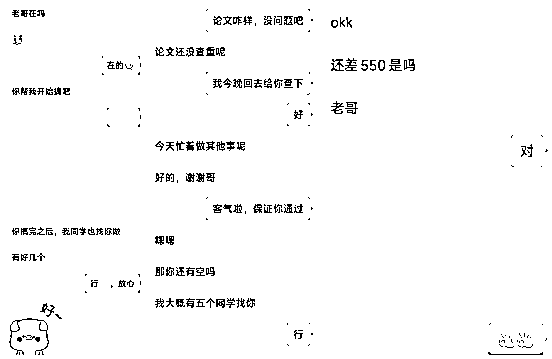 老哥在吗
在的
你帮我开始搞吧
你搞完之后，我同学也找你做
有好几个
行 ，放心
好~
论文咋样，没问题吧
论文还没查重呢
我今晚回去给你查下
好
今天忙着做其他事呢
好的，谢谢哥
客气啦，保证你通过
嘿嘿
那你还有空吗
我大概有五个同学找你
行
okk
还差550是吗
老哥
对